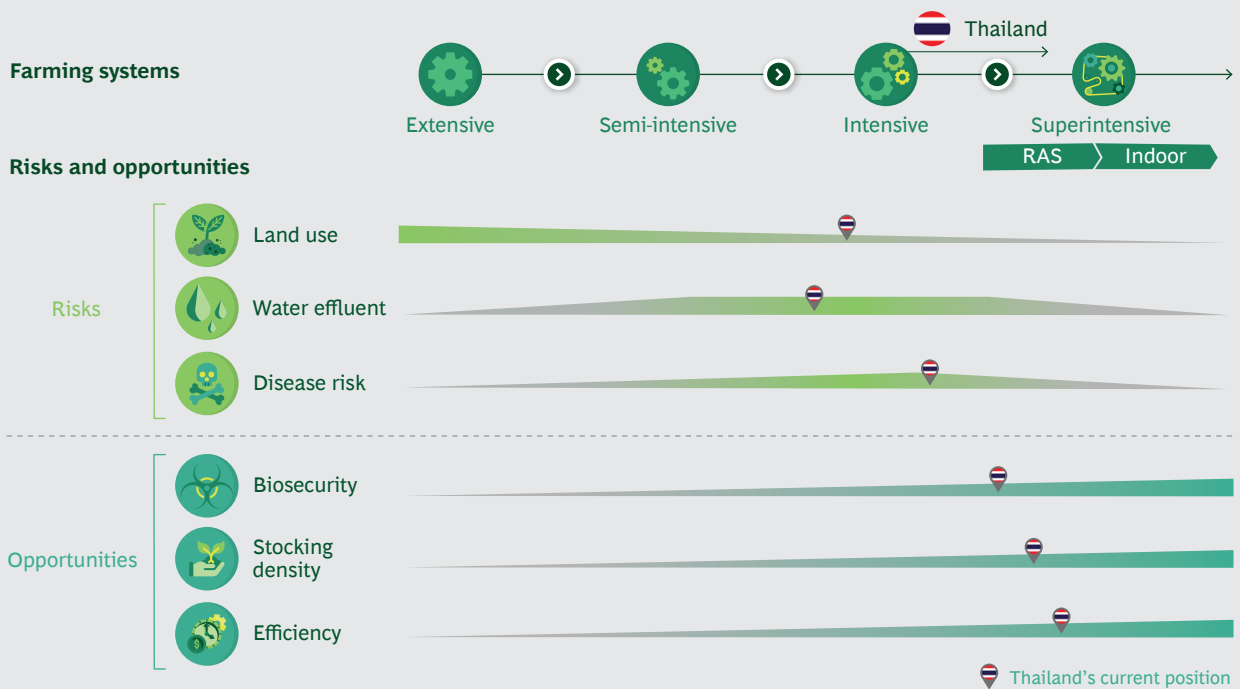 Thailand
Farming systems
Extensive
Semi-intensive
Intensive
Superintensive
RAS
Indoor
Risks and opportunities
Risks
Land use
Water effluent
Disease risk
Opportunities
Biosecurity
Stocking
density
Efficiency
$
Thailand's current position